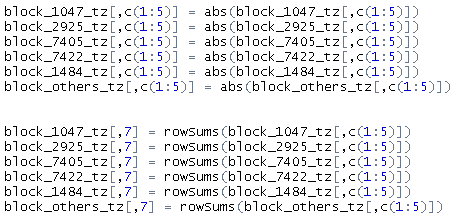 block_1047_tz[,c(1:5)] = abs(block_1047_tz[,c(1:5)])
block_2925_tz[,c(1:5)] = abs(block_2925_tz[,c(1:5)])
block_7405_tz[,c(1:5)] = abs(block_7405_tz[,c(1:5)])
block_7422_tz[,c(1:5)] = abs(block_7422_tz[,c(1:5)])
block_1484_tz[,c(1:5)] = abs(block_1484_tz[,c(1:5)])
block_others_tz[,c(1:5)] = abs(block_others_tz[,c(1:5)])
block_1047_tz[,7] = rowSums(block_1047_tz[,c(1:5)])
block_2925_tz[,7] = rowSums(block_2925_tz[,c(1:5)])
block_7405_tz[,7] = rowSums(block_7405_tz[,c(1:5)])
block_7422_tz[,7] = rowSums(block_7422_tz[,c(1:5)])
block_1484_tz[,7] = rowSums(block_1484_tz[,c(1:5)])
block_others_tz[,7] = rowSums(block_others_tz[,c(1:5)])